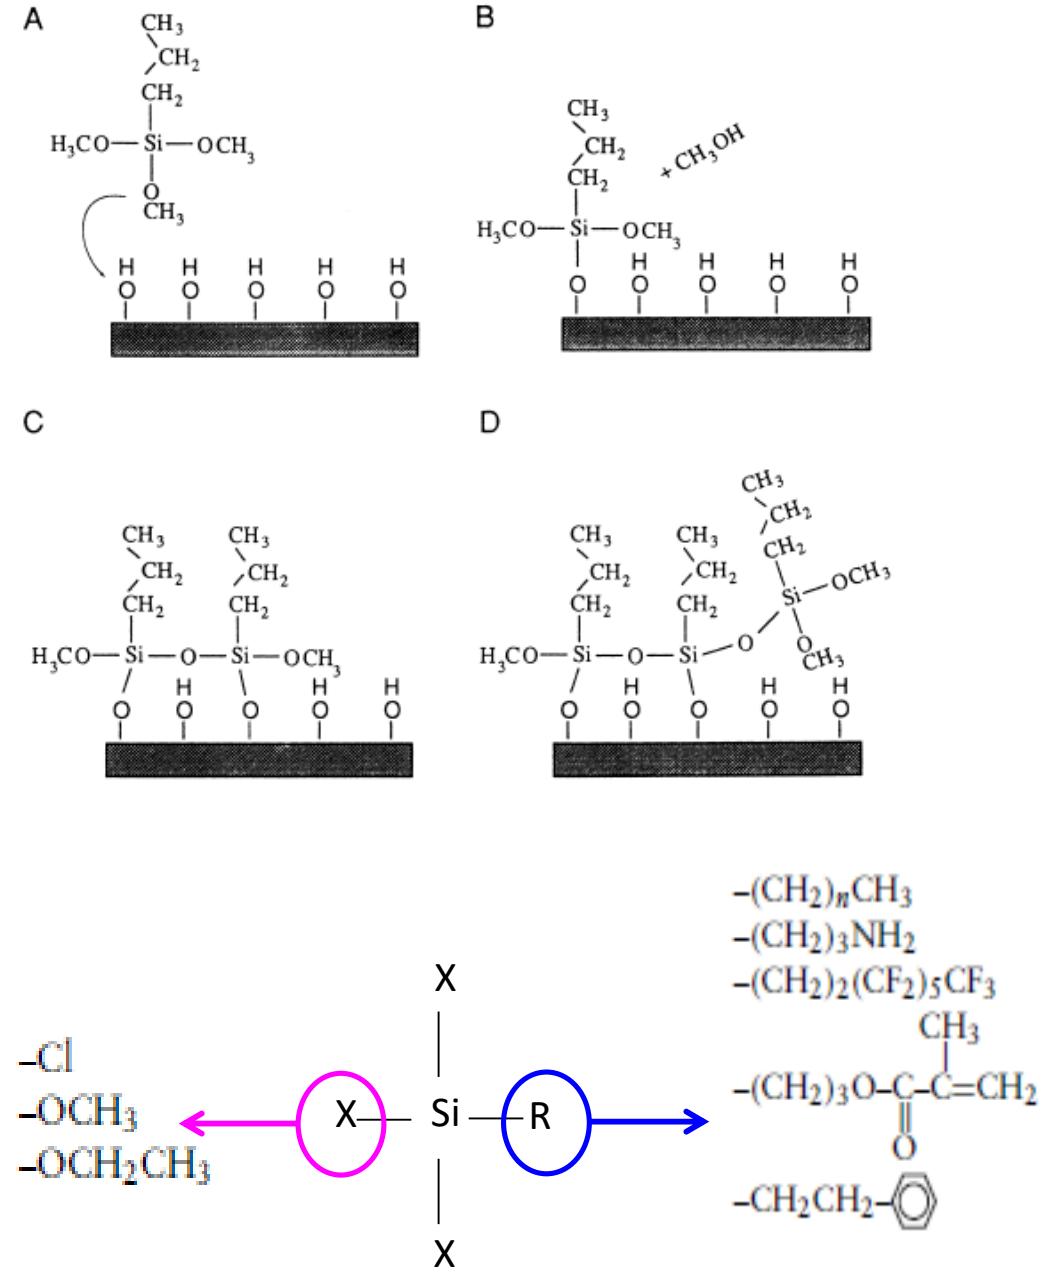 A
CH3
CH2
CH2
H3CO—Si—OCH3
O
CH3
H H H H H
O O O O O
B
CH3
CH2
CH2
+ CH3OH
H3CO—Si—OCH3
H H H H
O O O O O
C
CH3 CH3
CH2 CH2
CH2 CH2
H3CO—Si—O—Si—OCH3
H H H
O O O O O
D
CH3
CH2
CH2
Si—OCH3
O
OCH3
CH3 CH3
CH2 CH2
CH2 CH2
H3CO—Si—O—Si
H H H
O O O O O
–Cl
–OCH3
–OCH2CH3
X
X—Si—R
X
–(CH2)nCH3
–(CH2)3NH2
–(CH2)2(CF2)5CF3
CH3
–(CH2)3O–C–C=CH2
O
–CH2CH2–